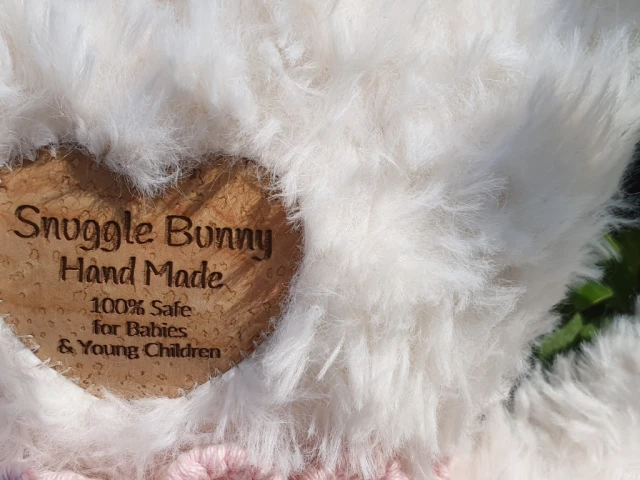 Snuggle Bunny
Hand Made
100% Safe
for Babies
& Young Children